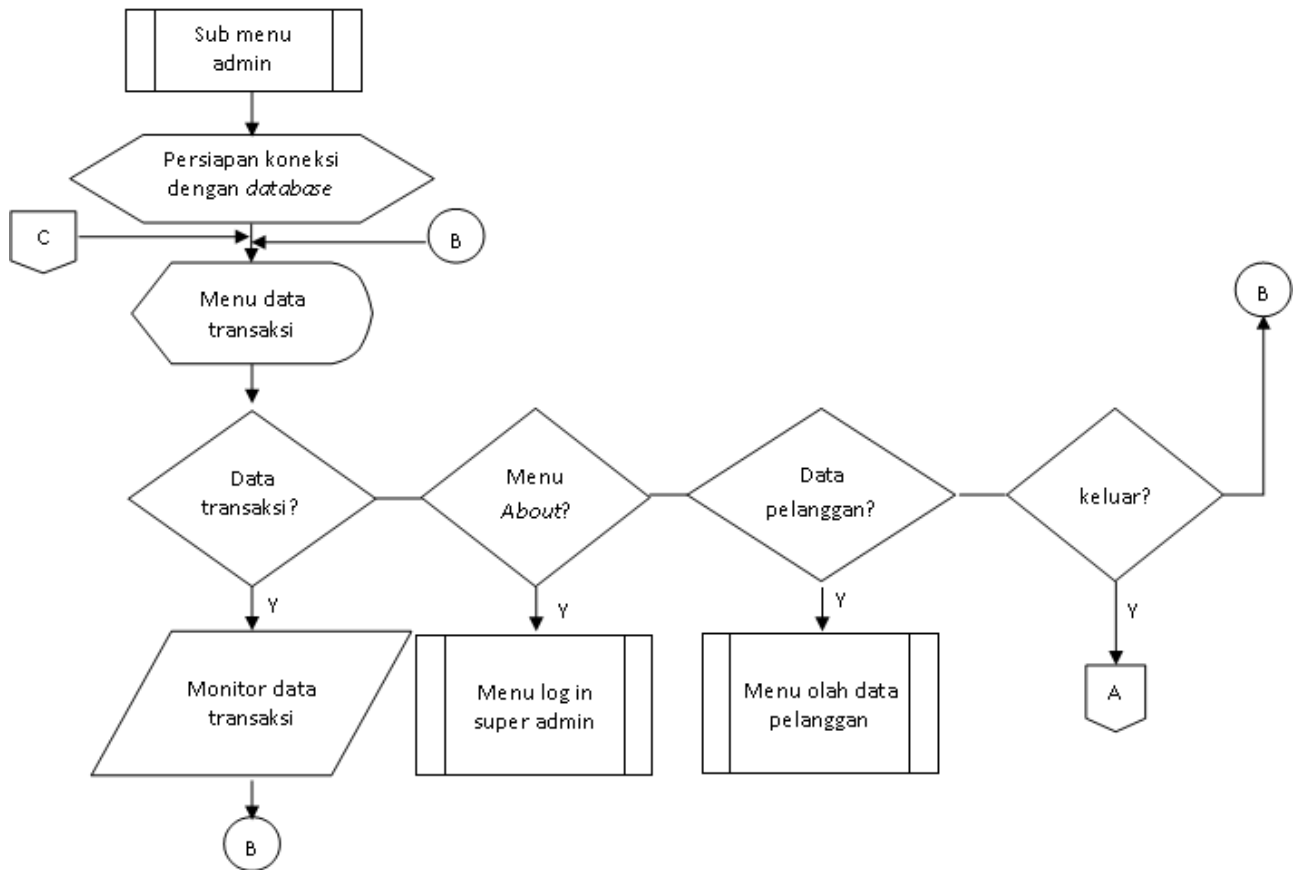 Sub menu
admin
Persiapan koneksi
dengan database
C
B
Menu data
transaksi
B
Data
transaksi?
Menu
About?
Data
pelanggan?
keluar?
Y
Y
Y
Y
Monitor data
transaksi
Menu log in
super admin
Menu olah data
pelanggan
A
B